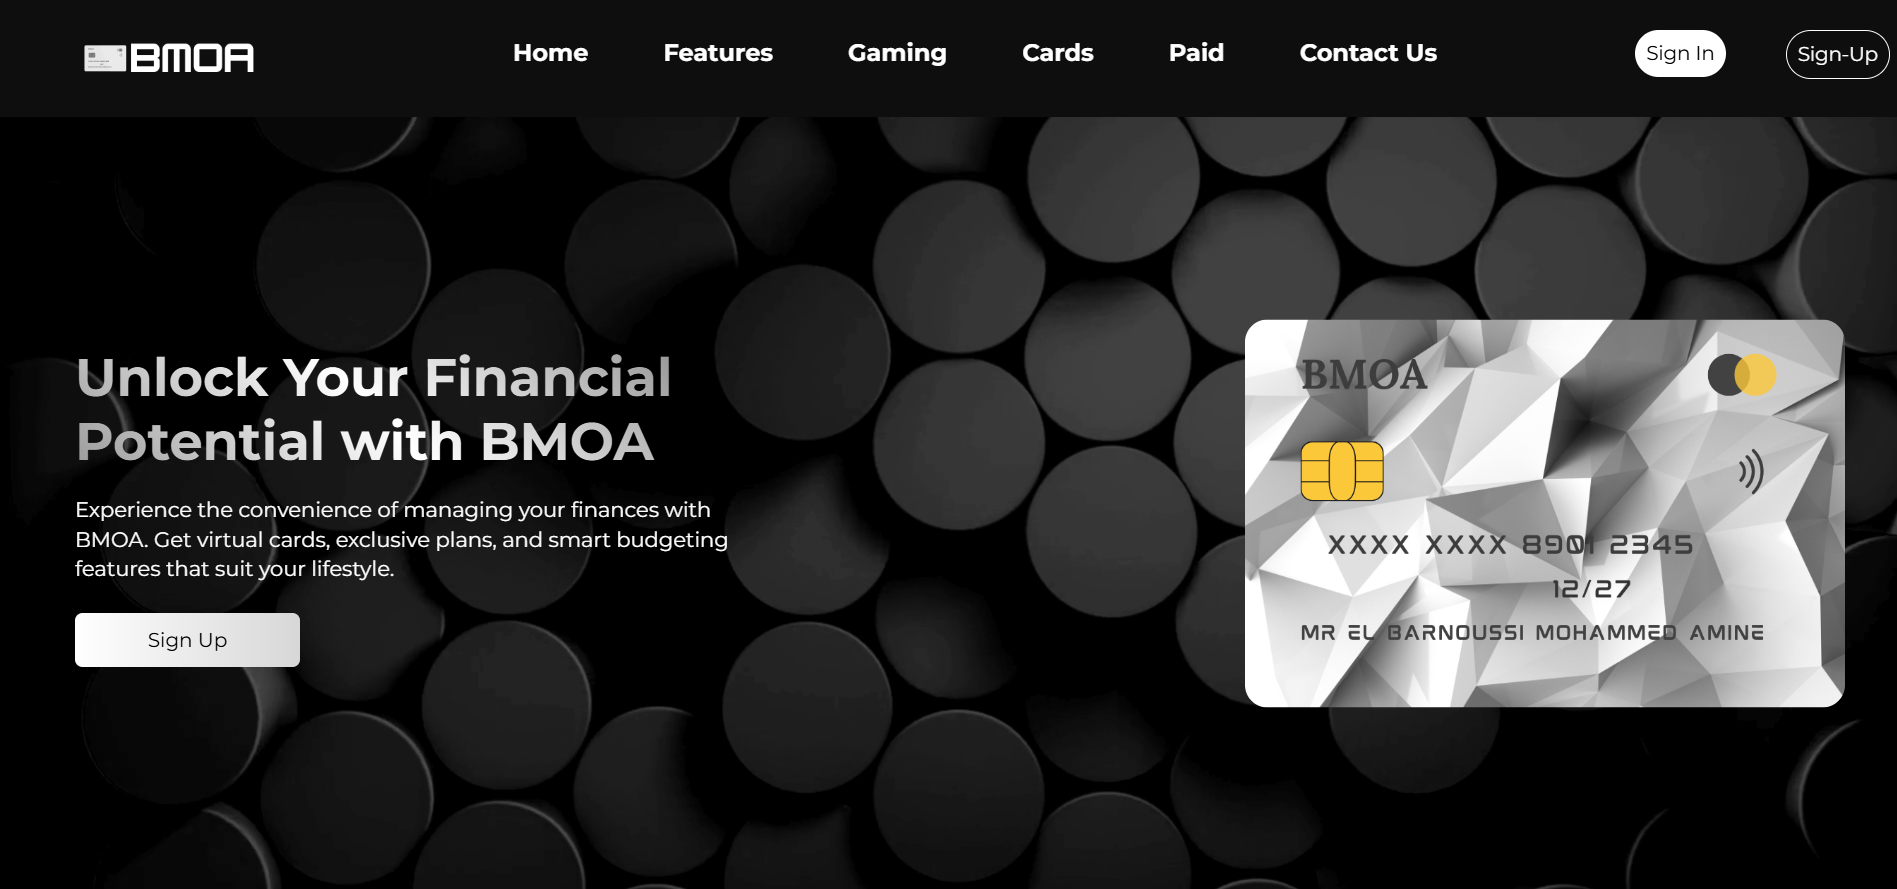 BMOA
Home
Features
Gaming
Cards
Paid
Contact Us
Sign In
Sign-Up
Unlock Your Financial
Potential with BMOA
Experience the convenience of managing your finances with
BMOA. Get virtual cards, exclusive plans, and smart budgeting
features that suit your lifestyle.
Sign Up
BMOA
XXXX XXXX 8901 2345
12/27
MR EL BARNOUSSI MOHAMMED AMINE